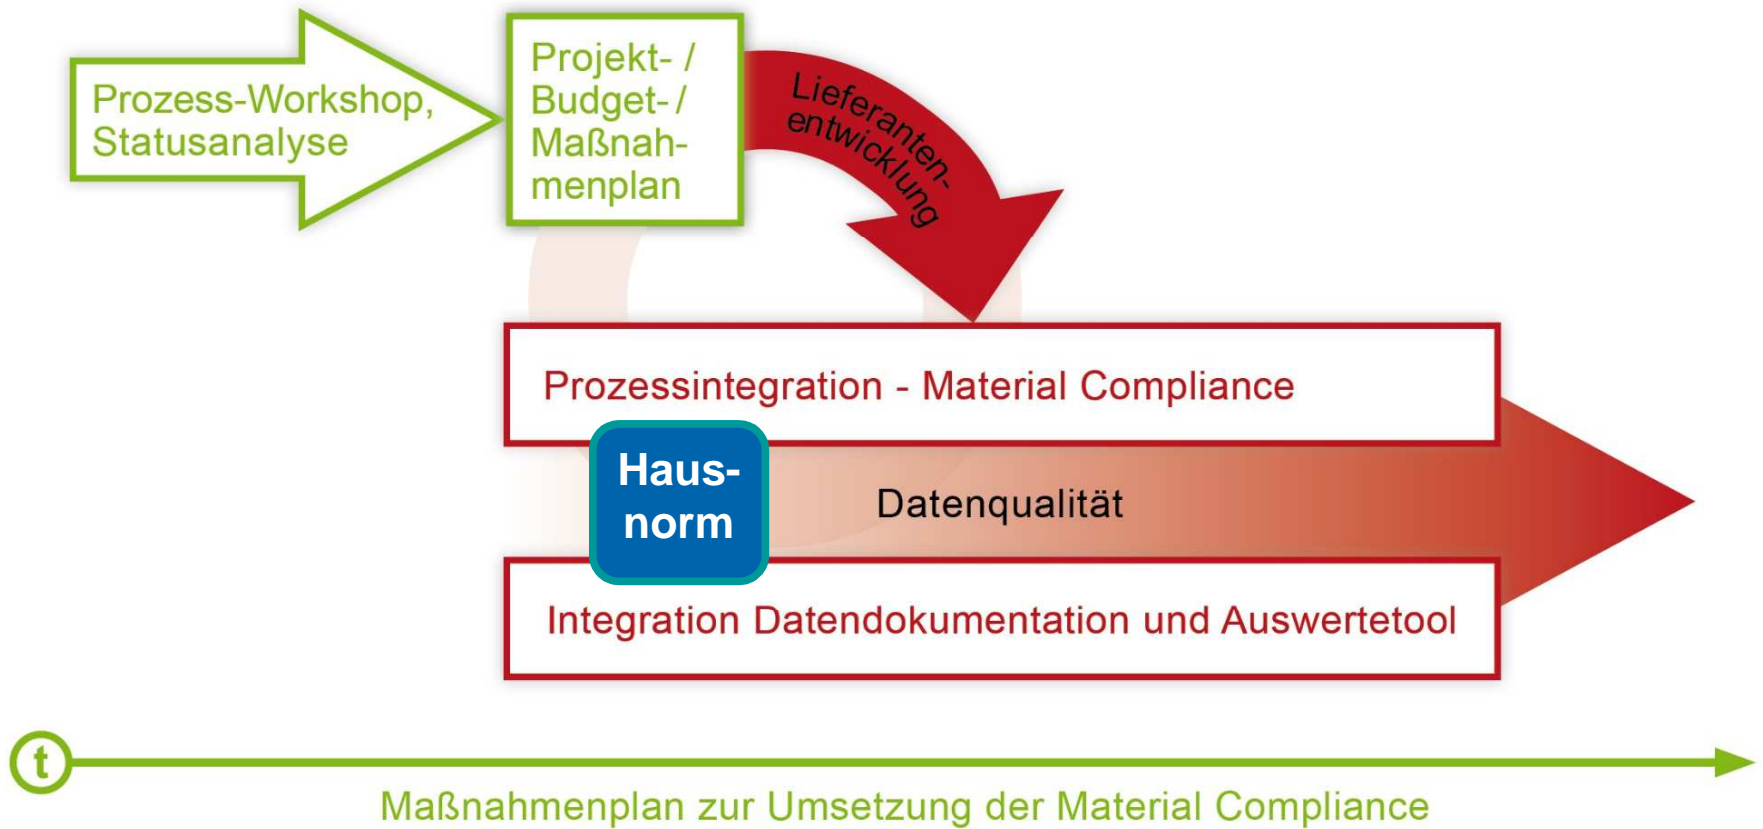 Prozess-Workshop,
Statusanalyse
Projekt- /
Budget- /
Maßnah-
menplan
Lieferanten-
entwicklung
Prozessintegration - Material Compliance
Haus-
norm
Datenqualität
Integration Datendokumentation und Auswertetool
t
Maßnahmenplan zur Umsetzung der Material Compliance